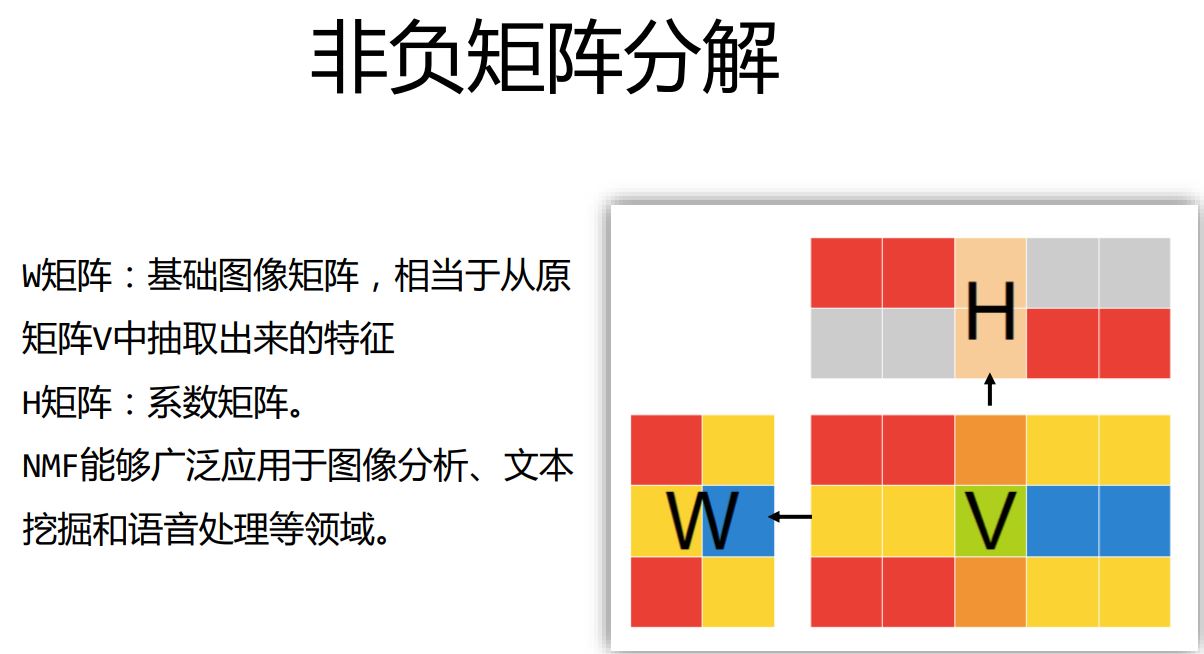 非负矩阵分解
W矩阵：基础图像矩阵，相当于从原
矩阵V中抽取出来的特征
H矩阵：系数矩阵。
NMF能够广泛应用于图像分析、文本
挖掘和语音处理等领域。
H
W
V